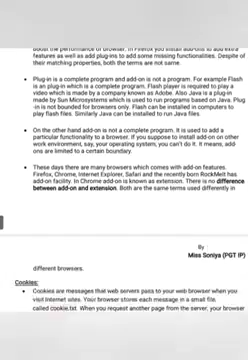 boost the performance of browser. In Firefox you install add-ons to add extra
features as well as add plug-ins to add some missing functionalities. Despite of
their matching properties, both the terms are not same.
• Plug-in is a complete program and add-on is not a program. For example Flash
is an plug-in which is a complete program. Flash player is required to play a
video which is made by a company known as Adobe. Also Java is a plug-in
made by Sun Microsystems which is used to run programs based on Java. Plug
-in is not bounded for browsers only. Flash can be installed in computers to
play flash files. Similarly Java can be installed to run Java files
• On the other hand add-on is not a complete program. It is used to add a
particular functionality to a browser. If you suppose to install add-on on other
work environment, say, your operating system, you can't do it. It means, add-
ons are limited to a certain boundary.
• These days there are many browsers which comes with add-on features.
Firefox, Chrome, Internet Explorer, Safari and the recently born RockMelt has
add-on facility. In Chrome add-on is known as extension. There is no difference
between add-on and extension. Both are the same terms used differently in
By
Miss Soniya (PGT IP)
different browsers.
Cookies:
• Cookies are messages that web servers pass to your web browser when you
visit Internet sites. Your browser stores each message in a small file,
called cookie.txt. When you request another page from the server, your browser